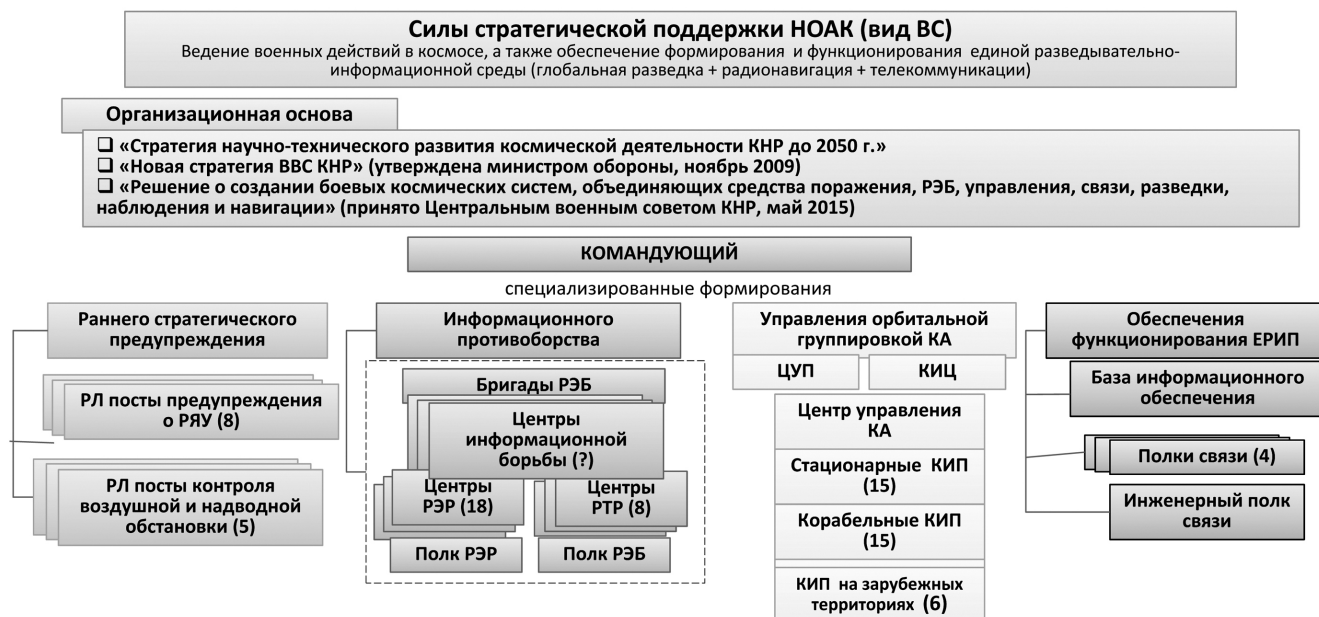 Силы стратегической поддержки НОАК (вид ВС)
Ведение военных действий в космосе, а также обеспечение формирования и функционирования единой разведывательно-
информационной среды (глобальная разведка + радионавигация + телекоммуникации)
Организационная основа
❑ «Стратегия научно-технического развития космической деятельности КНР до 2050 г.»
❑ «Новая стратегия ВВС КНР» (утверждена министром обороны, ноябрь 2009)
❑ «Решение о создании боевых космических систем, объединяющих средства поражения, РЭБ, управления, связи, разведки,
наблюдения и навигации» (принято Центральным военным советом КНР, май 2015)
КОМАНДУЮЩИЙ
специализированные формирования
Раннего стратегического
предупреждения
РЛ посты предупреждения
о РЯУ (8)
РЛ посты контроля
воздушной и надводной
обстановки (5)
Информационного
противоборства
Бригады РЭБ
Центры
информационной
борьбы (?)
Центры
РЭР (18)
Центры
РТР (8)
Полк РЭР
Полк РЭБ
Управления орбитальной
группировкой КА
ЦУП
КИЦ
Центр управления
КА
Стационарные КИП
(15)
Корабельные КИП
(15)
КИП на зарубежных
территориях (6)
Обеспечения
функционирования ЕРИП
База информационного
обеспечения
Полки связи (4)
Инженерный полк
связи